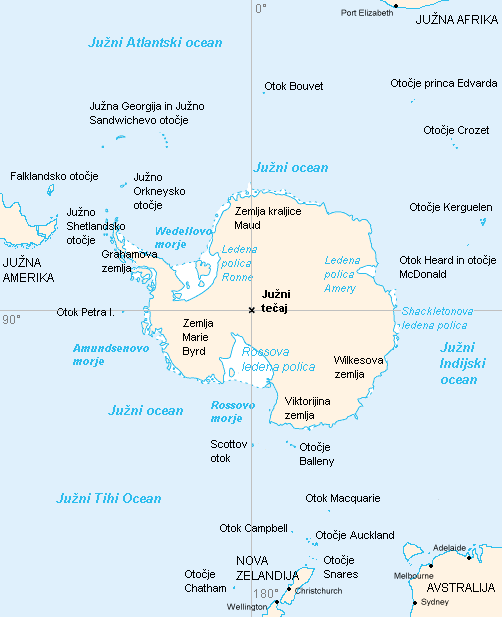 0°
Port Elizabeth
JUŽNA AFRIKA
Južni Atlantski ocean
Otok Bouvet
Otočje princa Edvarda
Južna Georgija in Južno
Sandwichevo otočje
Otočje Crozet
Južni ocean
Falklandsko otočje
Južno
Orkneysko
otočje
Južno
Shetlandsko
otočje
Zemlja kraljice
Maud
Otočje Kerguelen
Weddellovo
morje
Grahamova
zemlja
Ledena
polica
Ronne
Ledena
polica
Amery
Otok Heard in otočje
McDonald
JUŽNA
AMERIKA
Južni
tečaj
Otok Petra I.
90°
Shackletonova
ledena polica
Zemlja
Marie
Byrd
Amundsenovo
morje
Rossova
ledena polica
Wilkesova
zemlja
Južni
Indijski
ocean
Južni ocean
Rossovo
morje
Viktorijina
zemlja
Scottov
otok
Otočje
Balleny
Južni Tihi Ocean
Otok Macquarie
Otok Campbell
Otočje Auckland
Adelaide
NOVA
ZELANDIJA
Otočje
Snares
Otočje
Chatham
Melbourne
AVSTRALIJA
180°
Christchurch
Wellington
Sydney